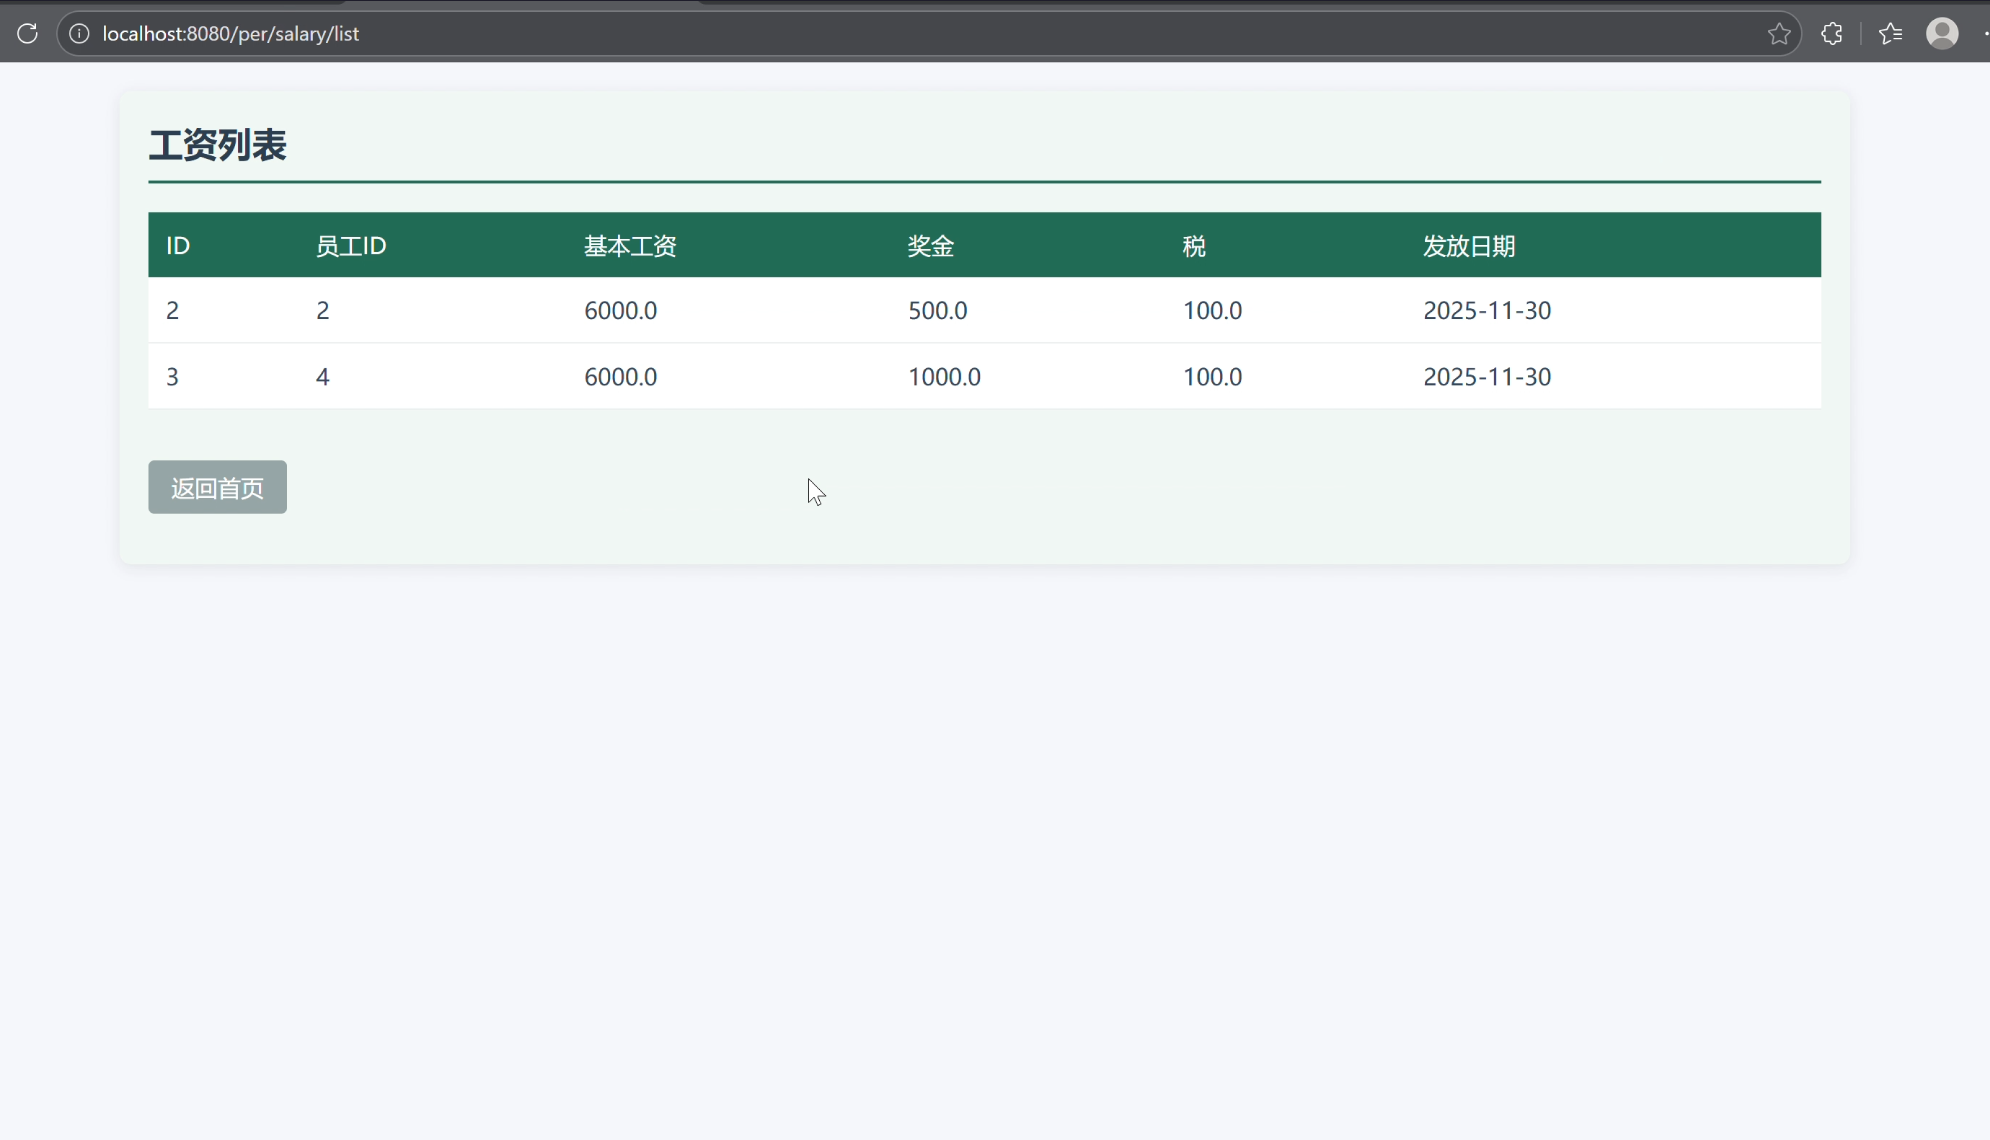 localhost:8080/per/salary/list
工资列表
ID 员工ID 基本工资 奖金 税 发放日期
2 2 6000.0 500.0 100.0 2025-11-30
3 4 6000.0 1000.0 100.0 2025-11-30
返回首页